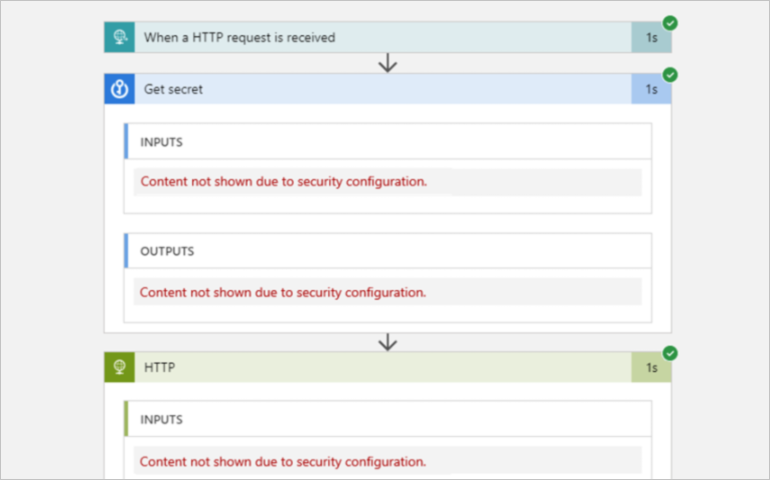 When a HTTP request is received 1s
Get secret 1s
INPUTS
Content not shown due to security configuration.
OUTPUTS
Content not shown due to security configuration.
HTTP 1s
INPUTS
Content not shown due to security configuration.